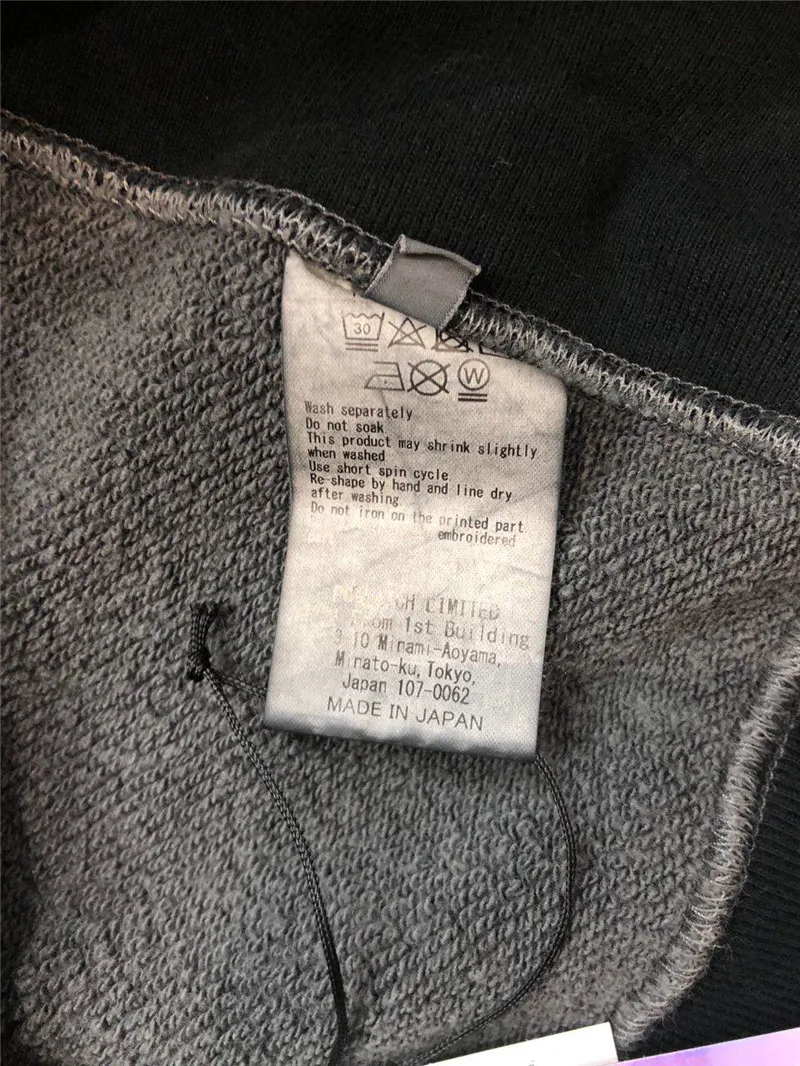 30
W
Wash separately
Do not soak
This product may shrink slightly
when washed
Use short spin cycle
Re-shape by hand and line dry
after washing
Do not iron on the printed part
embroidered
LIMITED
1st Building
10 Minami-Aoyama,
Minato-ku, Tokyo,
Japan 107-0062
MADE IN JAPAN